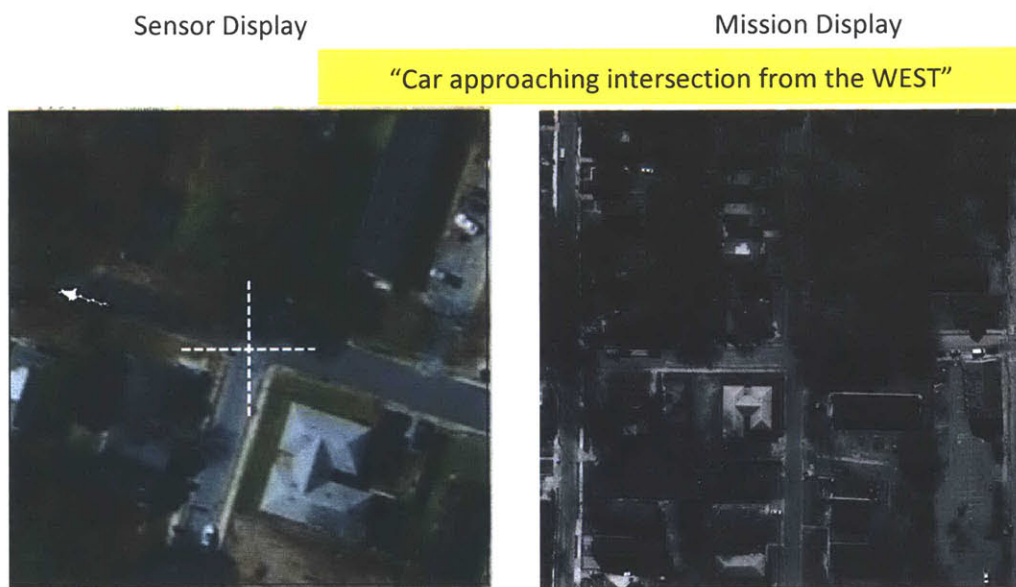 Sensor Display
Mission Display
“Car approaching intersection from the WEST”